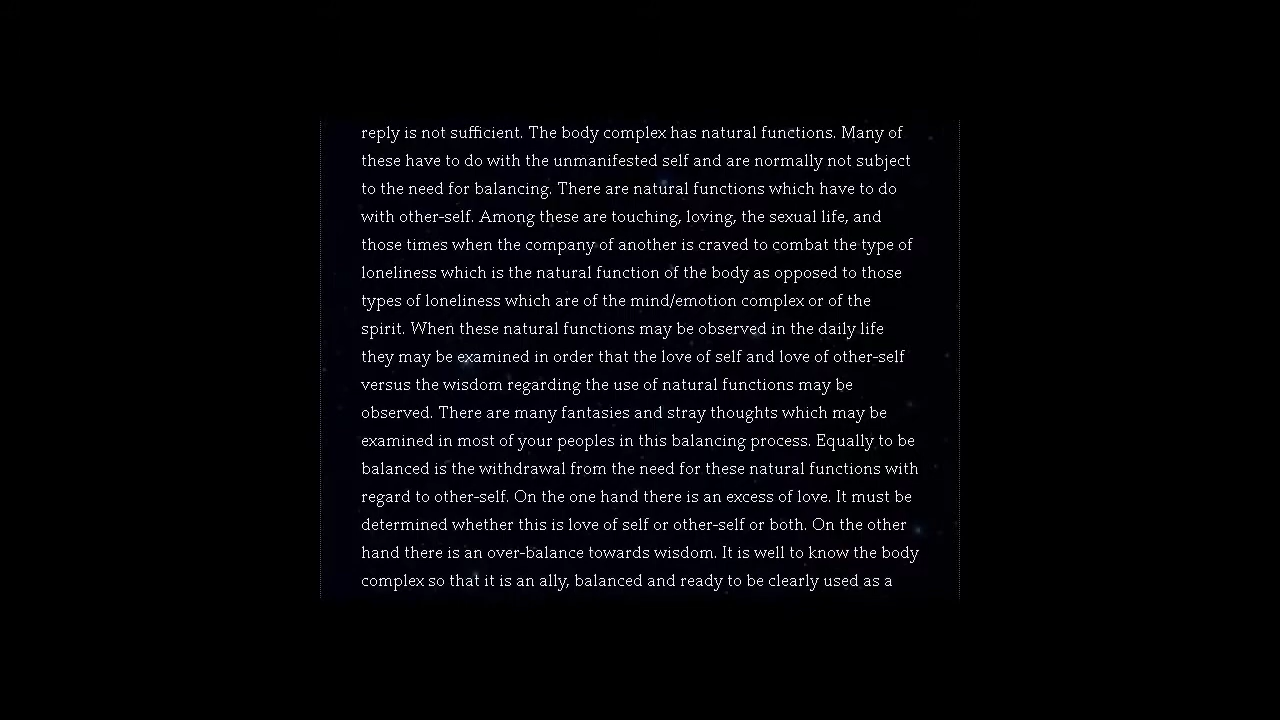 reply is not sufficient. The body complex has natural functions. Many of
these have to do with the unmanifested self and are normally not subject
to the need for balancing. There are natural functions which have to do
with other-self. Among these are touching, loving, the sexual life, and
those times when the company of another is craved to combat the type of
loneliness which is the natural function of the body as opposed to those
types of loneliness which are of the mind/emotion complex or of the
spirit. When these natural functions may be observed in the daily life
they may be examined in order that the love of self and love of other-self
versus the wisdom regarding the use of natural functions may be
observed. There are many fantasies and stray thoughts which may be
examined in most of your peoples in this balancing process. Equally to be
balanced is the withdrawal from the need for these natural functions with
regard to other-self. On the one hand there is an excess of love. It must be
determined whether this is love of self or other-self or both. On the other
hand there is an over-balance towards wisdom. It is well to know the body
complex so that it is an ally, balanced and ready to be clearly used as a